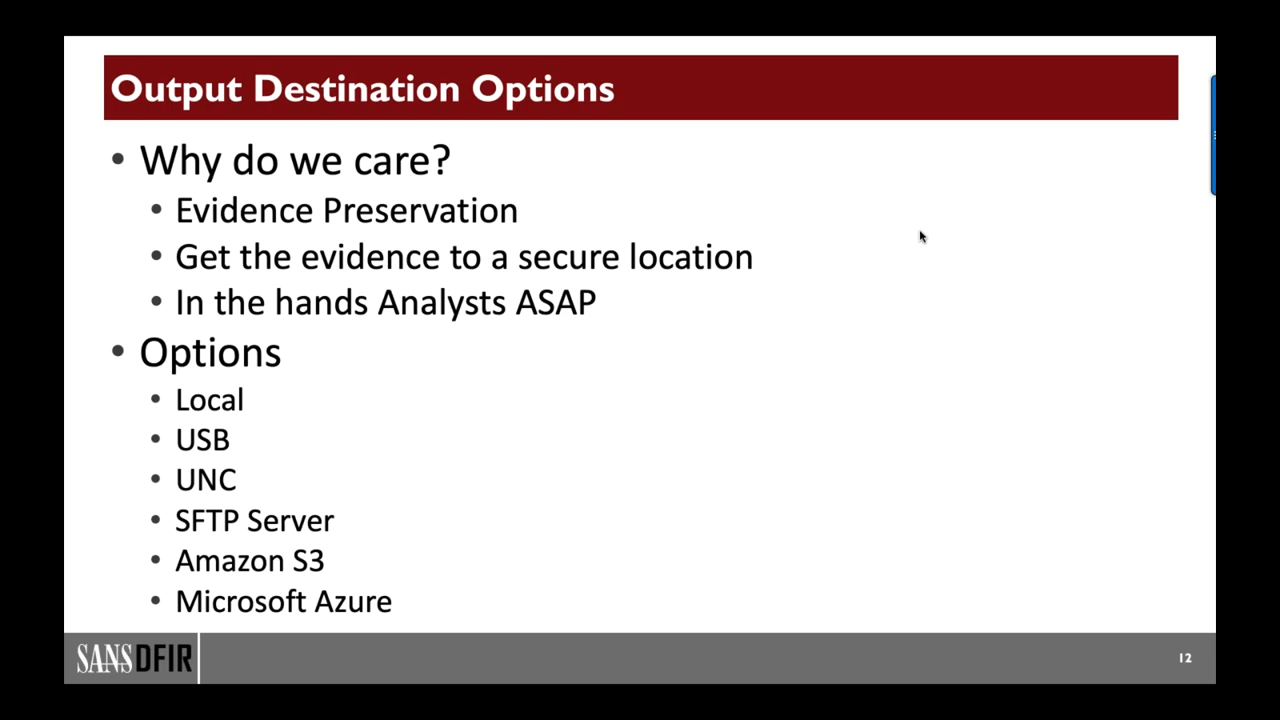 Output Destination Options
• Why do we care?
• Evidence Preservation
• Get the evidence to a secure location
• In the hands Analysts ASAP
• Options
• Local
• USB
• UNC
• SFTP Server
• Amazon S3
• Microsoft Azure
SANS DFIR
12